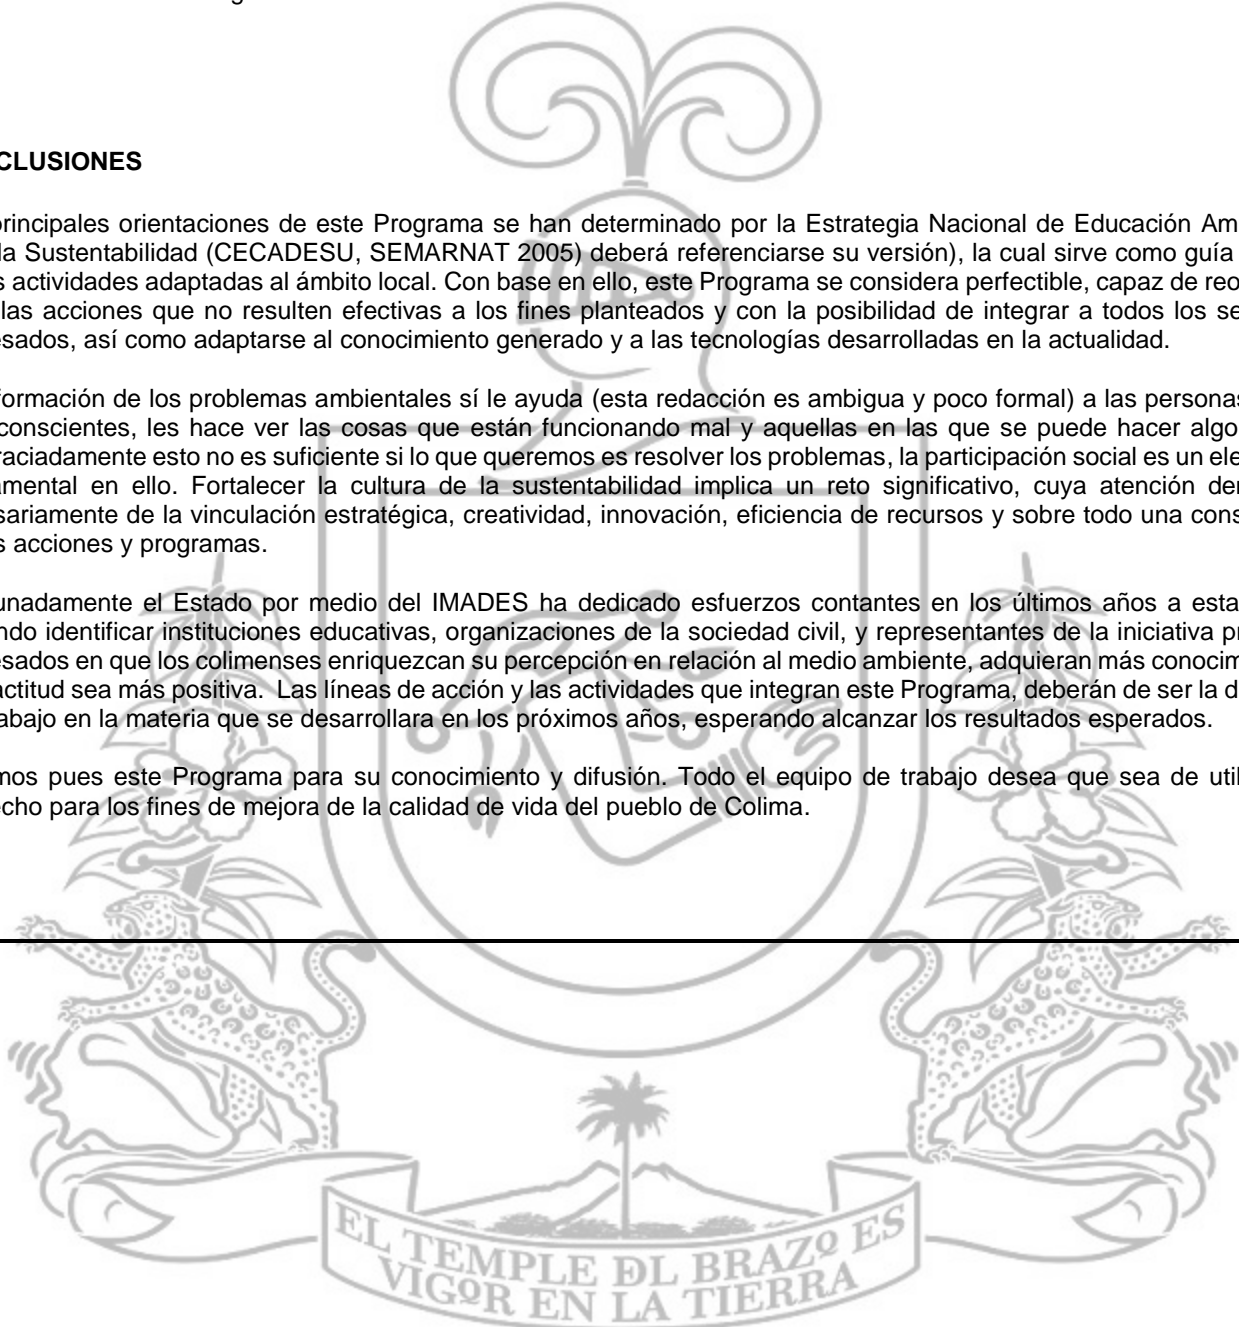 CLUSIONES
principales orientaciones de este Programa se han determinado por la Estrategia Nacional de Educación Am
la Sustentabilidad (CECADESU, SEMARNAT 2005) deberá referenciarse su versión), la cual sirve como guía
s actividades adaptadas al ámbito local. Con base en ello, este Programa se considera perfectible, capaz de reo
las acciones que no resulten efectivas a los fines planteados y con la posibilidad de integrar a todos los se
esados, así como adaptarse al conocimiento generado y a las tecnologías desarrolladas en la actualidad.
formación de los problemas ambientales sí le ayuda (esta redacción es ambigua y poco formal) a las personas
conscientes, les hace ver las cosas que están funcionando mal y aquellas en las que se puede hacer algo
raciadamente esto no es suficiente si lo que queremos es resolver los problemas, la participación social es un ele
amental en ello. Fortalecer la cultura de la sustentabilidad implica un reto significativo, cuya atención der
sariamente de la vinculación estratégica, creatividad, innovación, eficiencia de recursos y sobre todo una cons
s acciones y programas.
unadamente el Estado por medio del IMADES ha dedicado esfuerzos contantes en los últimos años a esta
ndo identificar instituciones educativas, organizaciones de la sociedad civil, y representantes de la iniciativa pr
esados en que los colimenses enriquezcan su percepción en relación al medio ambiente, adquieran más conocim
actitud sea más positiva. Las líneas de acción y las actividades que integran este Programa, deberán de ser la d
abajo en la materia que se desarrollara en los próximos años, esperando alcanzar los resultados esperados.
mos pues este Programa para su conocimiento y difusión. Todo el equipo de trabajo desea que sea de util
echo para los fines de mejora de la calidad de vida del pueblo de Colima.
EL TEMPLE DL BRAZO ES
VIGOR EN LA TIERRA